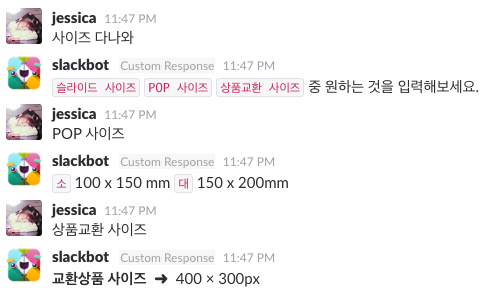 jessica 11:47 PM
사이즈 다나와
slackbot Custom Response 11:47 PM
슬라이드 사이즈 POP 사이즈 상품교환 사이즈 중 원하는 것을 입력해보세요.
jessica 11:47 PM
POP 사이즈
slackbot Custom Response 11:47 PM
소 100 x 150 mm 대 150 x 200mm
jessica 11:47 PM
상품교환 사이즈
slackbot Custom Response 11:47 PM
교환상품 사이즈 ➜ 400 × 300px